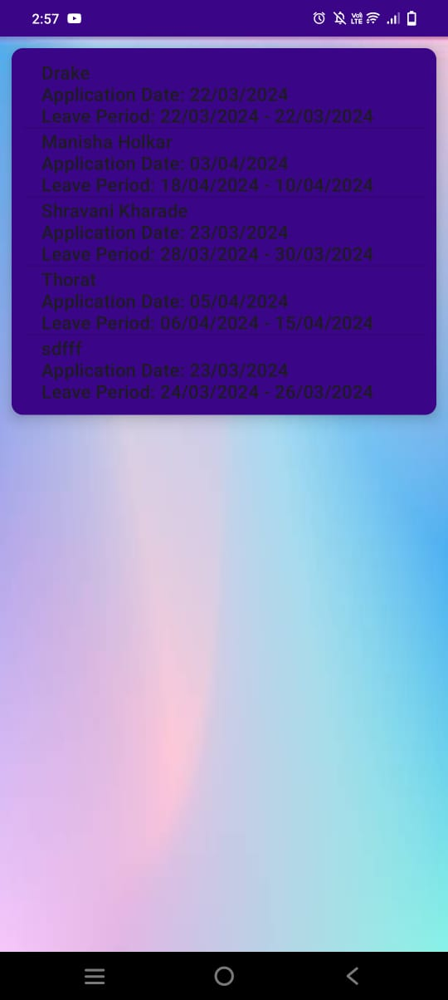 2:57
Vo) LTE
Drake
Application Date: 22/03/2024
Leave Period: 22/03/2024 - 22/03/2024
Manisha Holkar
Application Date: 03/04/2024
Leave Period: 18/04/2024 - 10/04/2024
Shravani Kharade
Application Date: 23/03/2024
Leave Period: 28/03/2024 - 30/03/2024
Thorat
Application Date: 05/04/2024
Leave Period: 06/04/2024 - 15/04/2024
sdfff
Application Date: 23/03/2024
Leave Period: 24/03/2024 - 26/03/2024